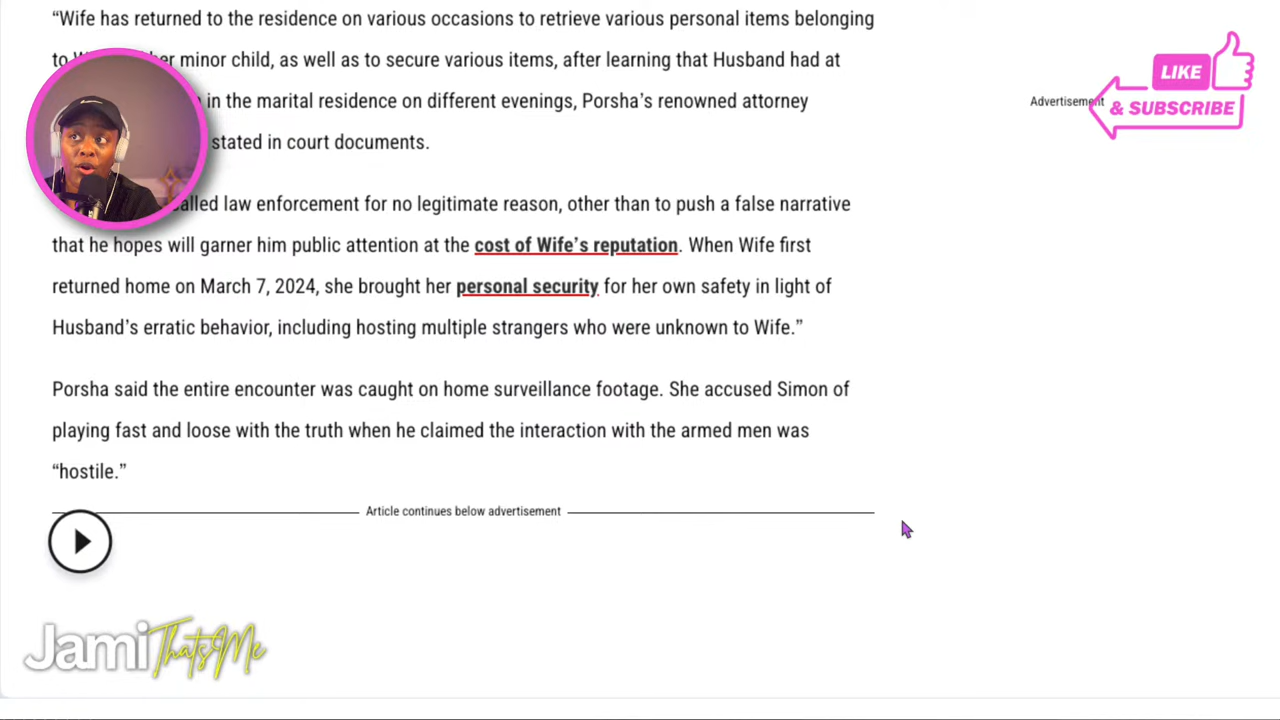 “Wife has returned to the residence on various occasions to retrieve various personal items belonging
to er minor child, as well as to secure various items, after learning that Husband had at
in the marital residence on different evenings, Porsha’s renowned attorney
stated in court documents.
called law enforcement for no legitimate reason, other than to push a false narrative
that he hopes will garner him public attention at the cost of Wife’s reputation. When Wife first
returned home on March 7, 2024, she brought her personal security for her own safety in light of
Husband’s erratic behavior, including hosting multiple strangers who were unknown to Wife.”
Porsha said the entire encounter was caught on home surveillance footage. She accused Simon of
playing fast and loose with the truth when he claimed the interaction with the armed men was
“hostile.”
Article continues below advertisement
Advertisement
LIKE
& SUBSCRIBE
Jami ThatsMe